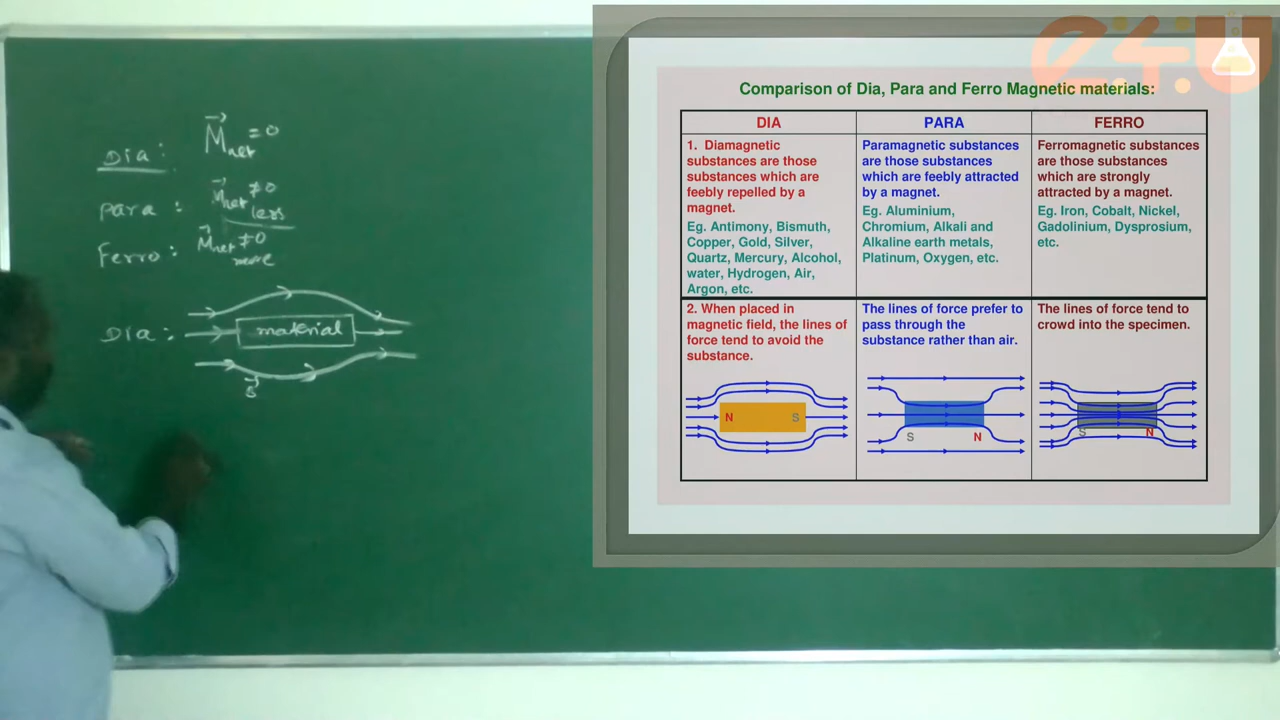 Dia : M net = 0
para : M net ≠ 0
less
Ferro : M net ≠ 0
more
Dia : material
B
e4U
Comparison of Dia, Para and Ferro Magnetic materials:
DIA
PARA
FERRO
1. Diamagnetic
substances are those
substances which are
feebly repelled by a
magnet.
Eg. Antimony, Bismuth,
Copper, Gold, Silver,
Quartz, Mercury, Alcohol,
water, Hydrogen, Air,
Argon, etc.
Paramagnetic substances
are those substances
which are feebly attracted
by a magnet.
Eg. Aluminium,
Chromium, Alkali and
Alkaline earth metals,
Platinum, Oxygen, etc.
Ferromagnetic substances
are those substances
which are strongly
attracted by a magnet.
Eg. Iron, Cobalt, Nickel,
Gadolinium, Dysprosium,
etc.
2. When placed in
magnetic field, the lines of
force tend to avoid the
substance.
The lines of force prefer to
pass through the
substance rather than air.
The lines of force tend to
crowd into the specimen.
N S
S N
S N